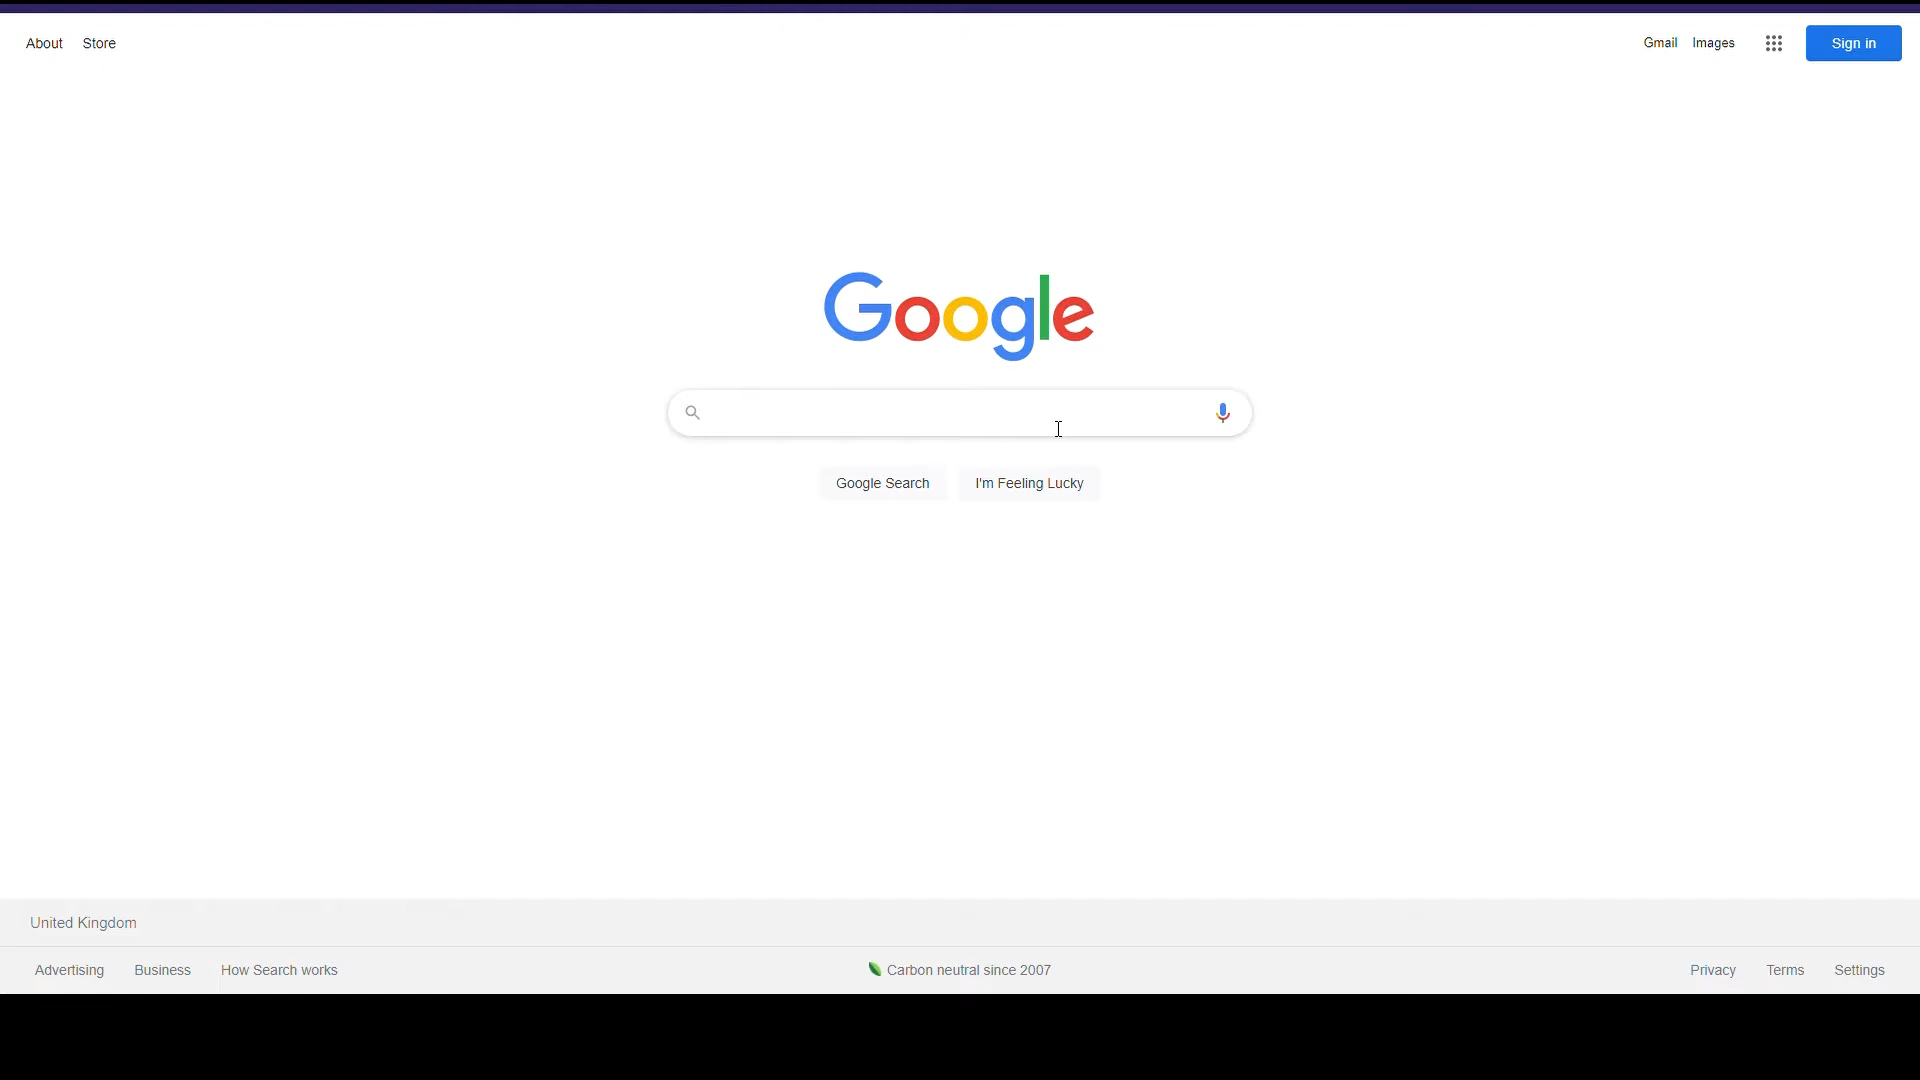 About Store Gmail Images Sign in
Google
Google Search I'm Feeling Lucky
United Kingdom
Advertising Business How Search works Carbon neutral since 2007 Privacy Terms Settings